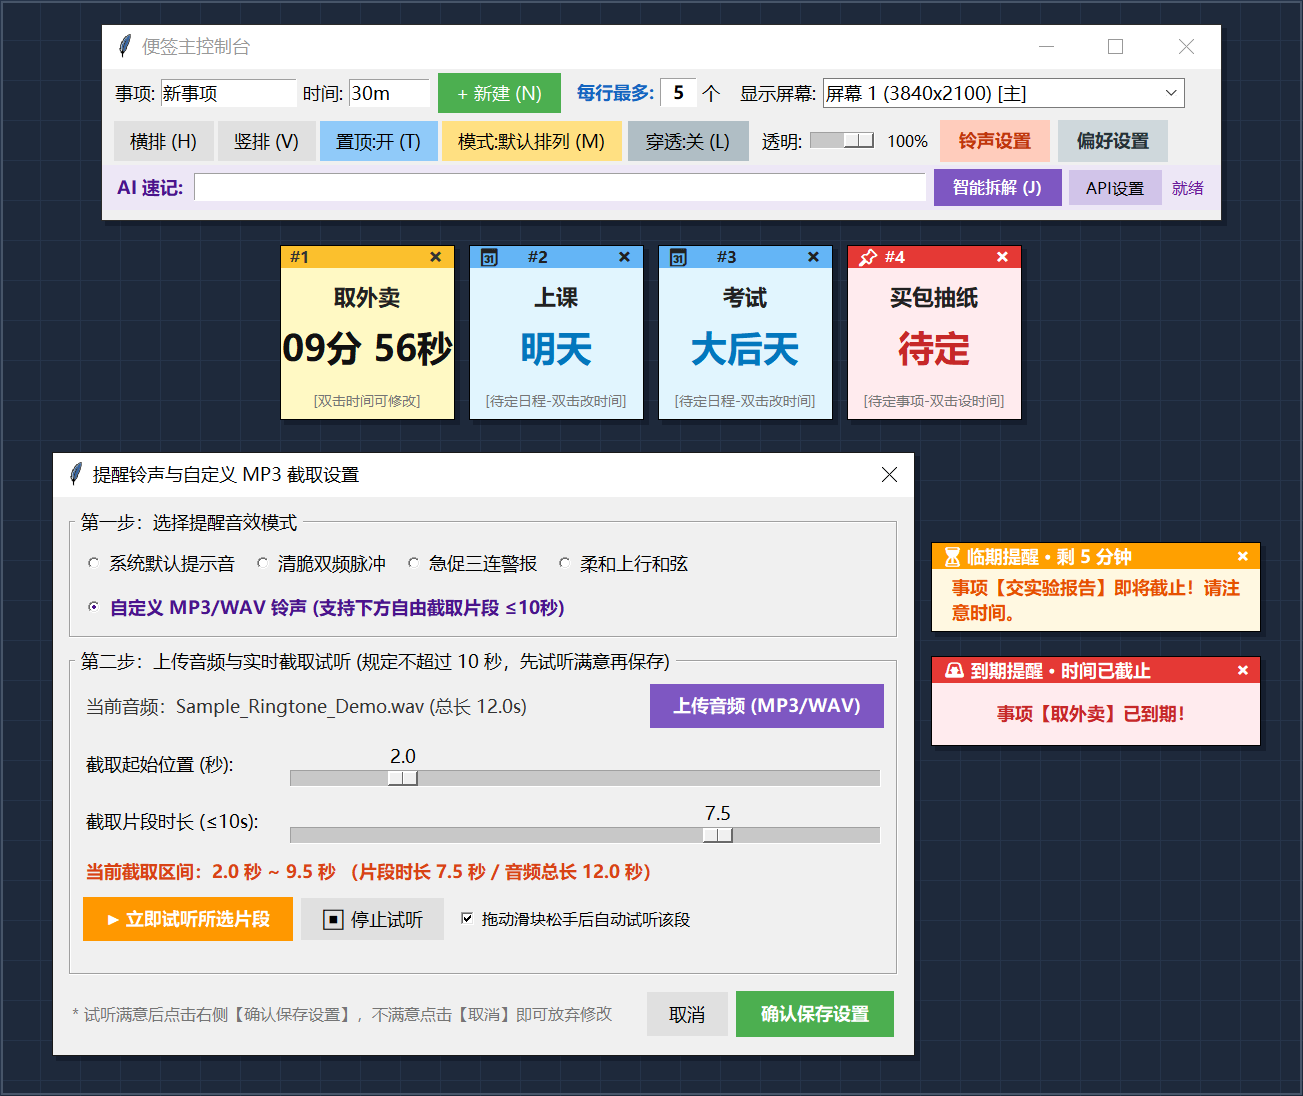 便签主控制台
事项: 新事项 时间: 30m + 新建 (N) 每行最多: 5 个 显示屏幕: 屏幕 1 (3840x2100) [主]
横排 (H) 竖排 (V) 置顶:开 (T) 模式:默认排列 (M) 穿透:关 (L) 透明: 100% 铃声设置 偏好设置
AI 速记: 智能拆解 (J) API设置 就绪
#1
取外卖
09分 56秒
[双击时间可修改]
31 #2
上课
明天
[待定日程-双击改时间]
31 #3
考试
大后天
[待定日程-双击改时间]
#4
买包抽纸
待定
[待定事项-双击设时间]
提醒铃声与自定义 MP3 截取设置
第一步：选择提醒音效模式
系统默认提示音 清脆双频脉冲 急促三连警报 柔和上行和弦
自定义 MP3/WAV 铃声 (支持下方自由截取片段 ≤10秒)
第二步：上传音频与实时截取试听 (规定不超过 10 秒，先试听满意再保存)
当前音频：Sample_Ringtone_Demo.wav (总长 12.0s) 上传音频 (MP3/WAV)
2.0
截取起始位置 (秒):
7.5
截取片段时长 (≤10s):
当前截取区间：2.0 秒 ~ 9.5 秒 （片段时长 7.5 秒 / 音频总长 12.0 秒）
► 立即试听所选片段 停止试听 拖动滑块松手后自动试听该段
* 试听满意后点击右侧【确认保存设置】，不满意点击【取消】即可放弃修改 取消 确认保存设置
临期提醒 • 剩 5 分钟
事项【交实验报告】即将截止！请注
意时间。
到期提醒 • 时间已截止
事项【取外卖】已到期！